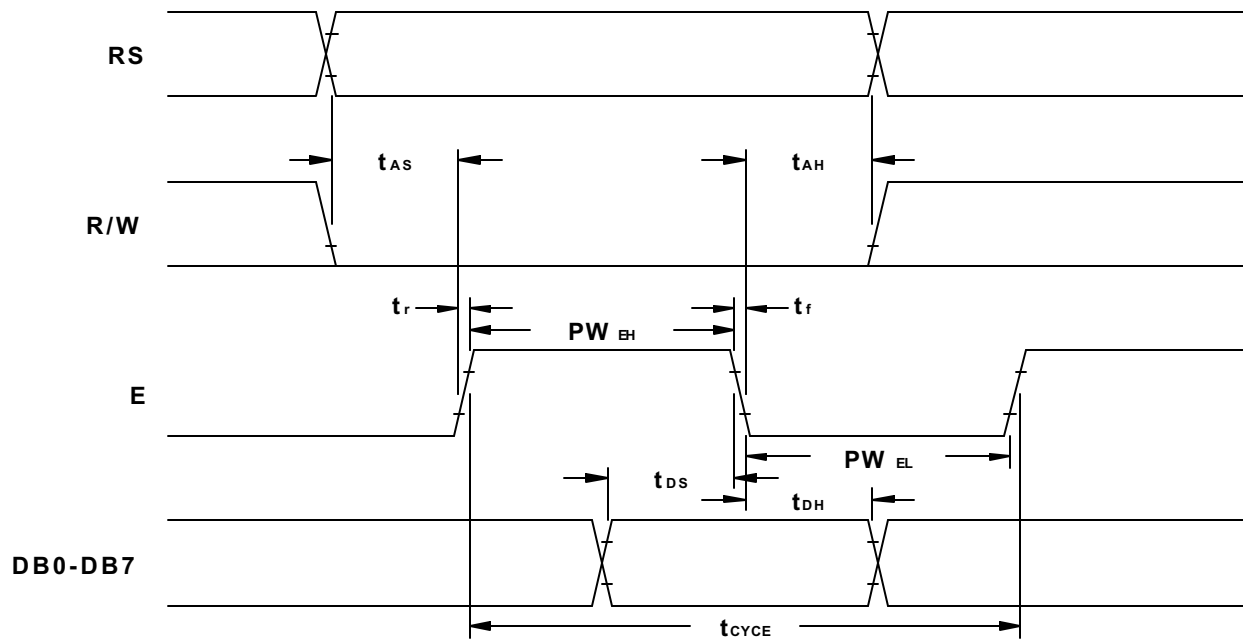 RS
tAS
tAH
R/W
tr
tf
PW EH
E
PW EL
tDS
tDH
DB0-DB7
tCYCE